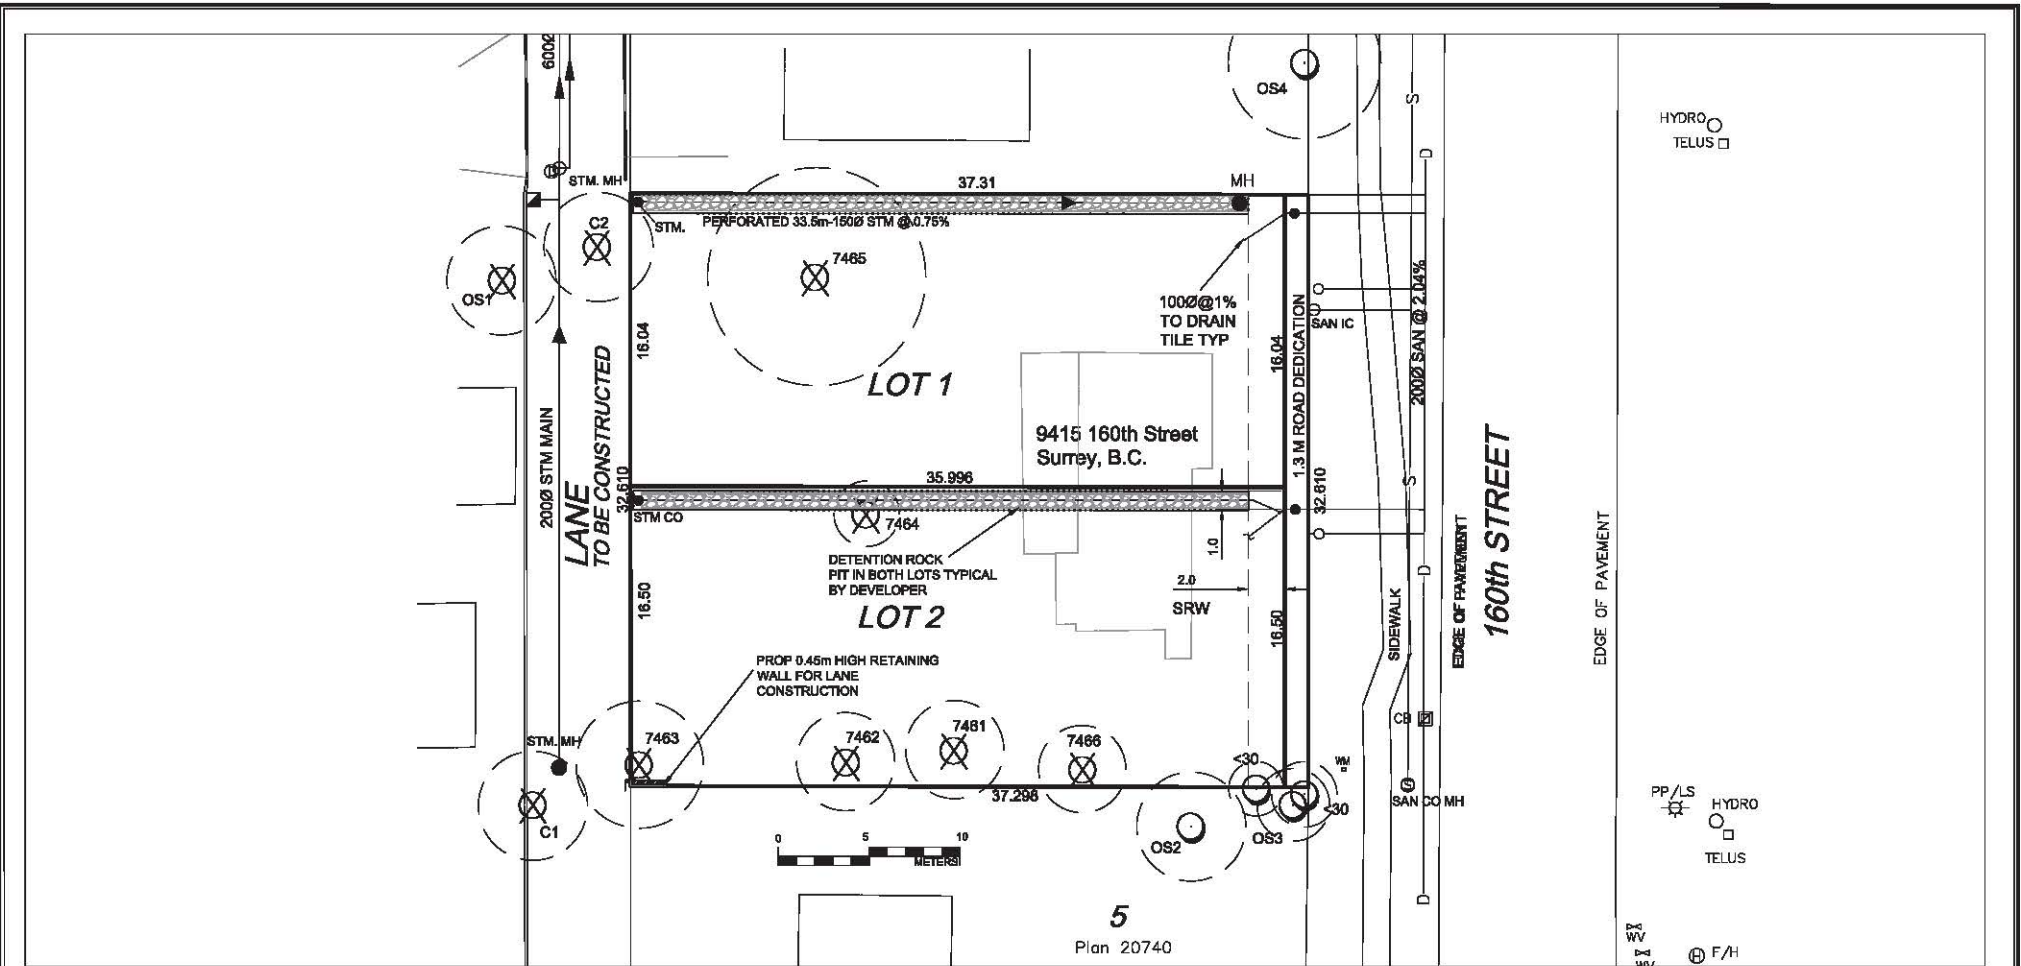 600Ø
OS4
HYDRO
TELUS
S
D
STM. MH
37.31
MH
C2
STM.
PERFORATED 33.5m-150Ø STM @ 0.75%
7465
OS1
100Ø@1%
TO DRAIN
TILE TYP
SAN IC
16.04
16.04
1.3 M ROAD DEDICATION
200Ø SAN @ 2.04%
LOT 1
200Ø STM MAIN
LANE
TO BE CONSTRUCTED
9415 160th Street
Surrey, B.C.
32.610
35.996
32.610
S
STM CO
7464
1.0
DETENTION ROCK
PIT IN BOTH LOTS TYPICAL
BY DEVELOPER
2.0
SRW
D
16.50
LOT 2
16.50
SIDEWALK
EDGE OF PAVEMENT
160th STREET
EDGE OF PAVEMENT
PROP 0.45m HIGH RETAINING
WALL FOR LANE
CONSTRUCTION
STM. MH
7463
7462
7461
7466
CB
<30
WM
37.298
C1
0 5 10
METERS
OS2
OS3
<30
SAN CO MH
PP/LS
HYDRO
TELUS
D
5
Plan 20740
WV
WV
F/H